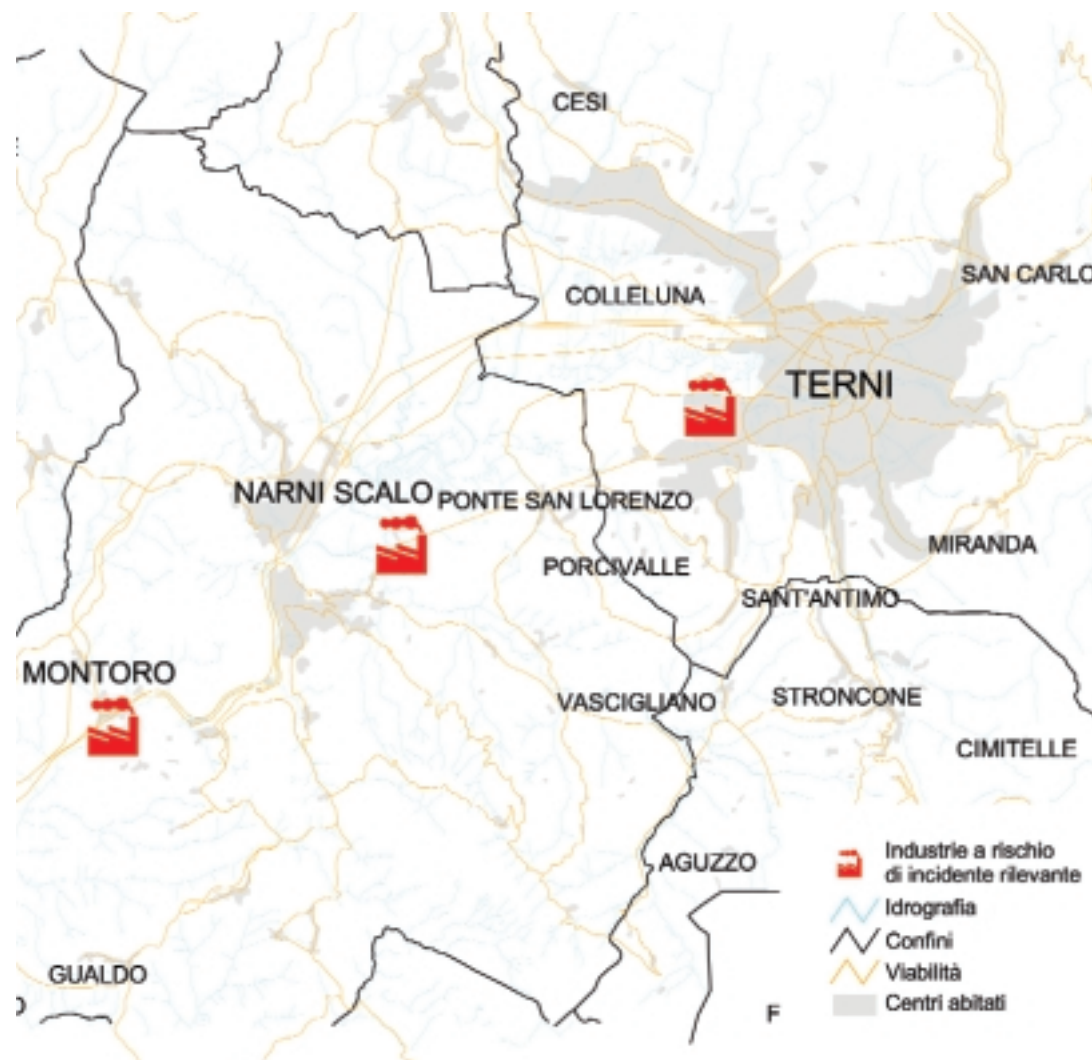 CESI
SAN CARLO
COLLELUNA
TERNI
NARNI SCALO
PONTE SAN LORENZO
MIRANDA
PORCIVALLE
SANT'ANTIMO
MONTORO
VASCIGLIANO
STRONCONE
CIMITELLE
AGUZZO
GUALDO
Industrie a rischio
di incidente rilevante
Idrografia
Confini
Viabilità
Centri abitati
F